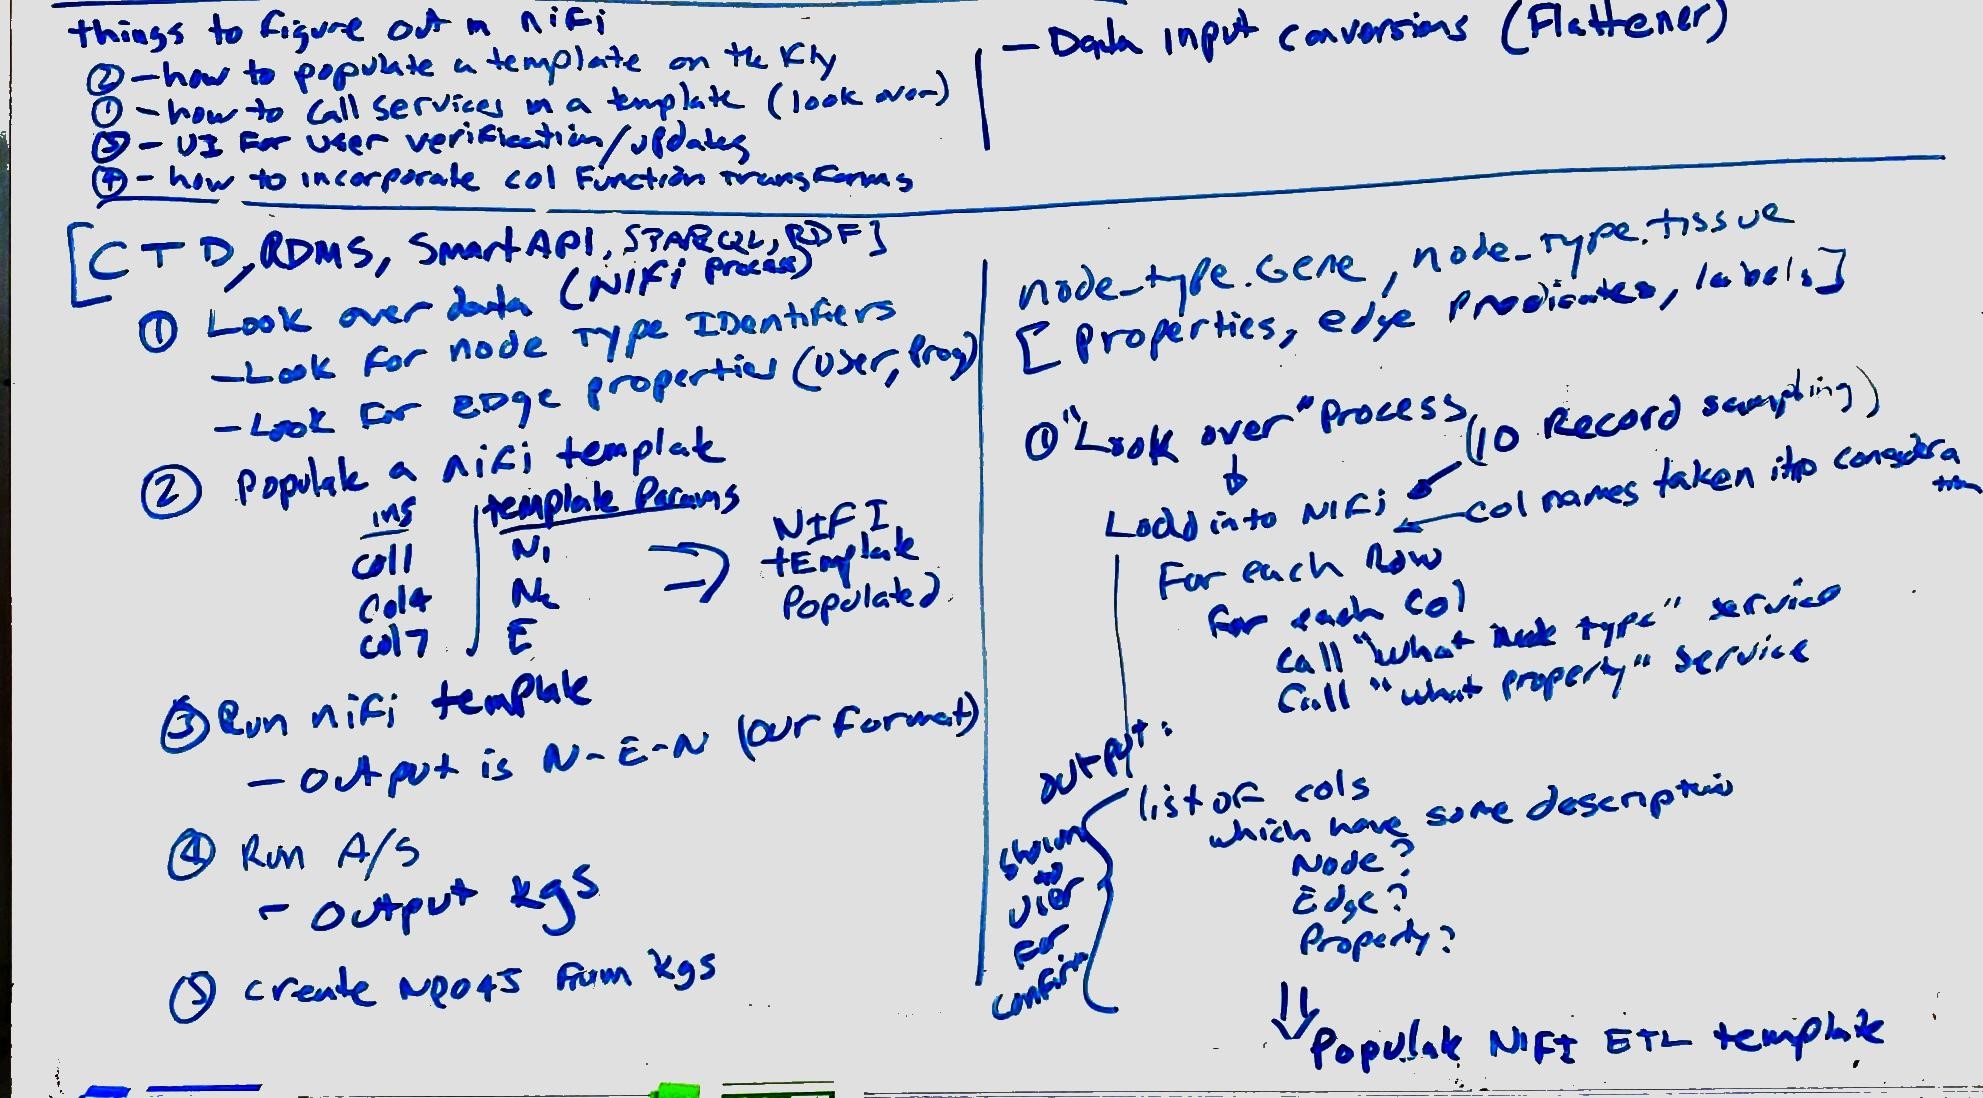 things to figure out in nifi
② - how to populate a template on the Fly
① - how to call services in a template (look over)
③ - UI For user verification/updates
④ - how to incorporate col Function transforms
- Data input conversions (Flattener)
[CTD, RDMS, SmartAPI, SPARQL, RDF]
① Look over data (NIFi process)
- Look For node Type IDentifiers
- Look For edge properties (User, Prog)
② Populate a nifi template
ins | template Params
col1 N1
col4 N2
col7 E
NIFI
template
Populated
③ Run nifi template
- output is N-E-N (our Format)
④ Run A/S
- output kgs
⑤ create Neo4J From kgs
node_type.Gene, node_type.tissue
[Properties, edge Predicates, labels]
① "Look over" Process (10 Record sampling)
Load into NIFi
col names taken into consideration
For each Row
For each Col
Call "what node type" service
Call "what property" service
output:
list of cols
which have some description
Node?
Edge?
Property?
shown
to
user
For
confirm
Populate NIFI ETL template